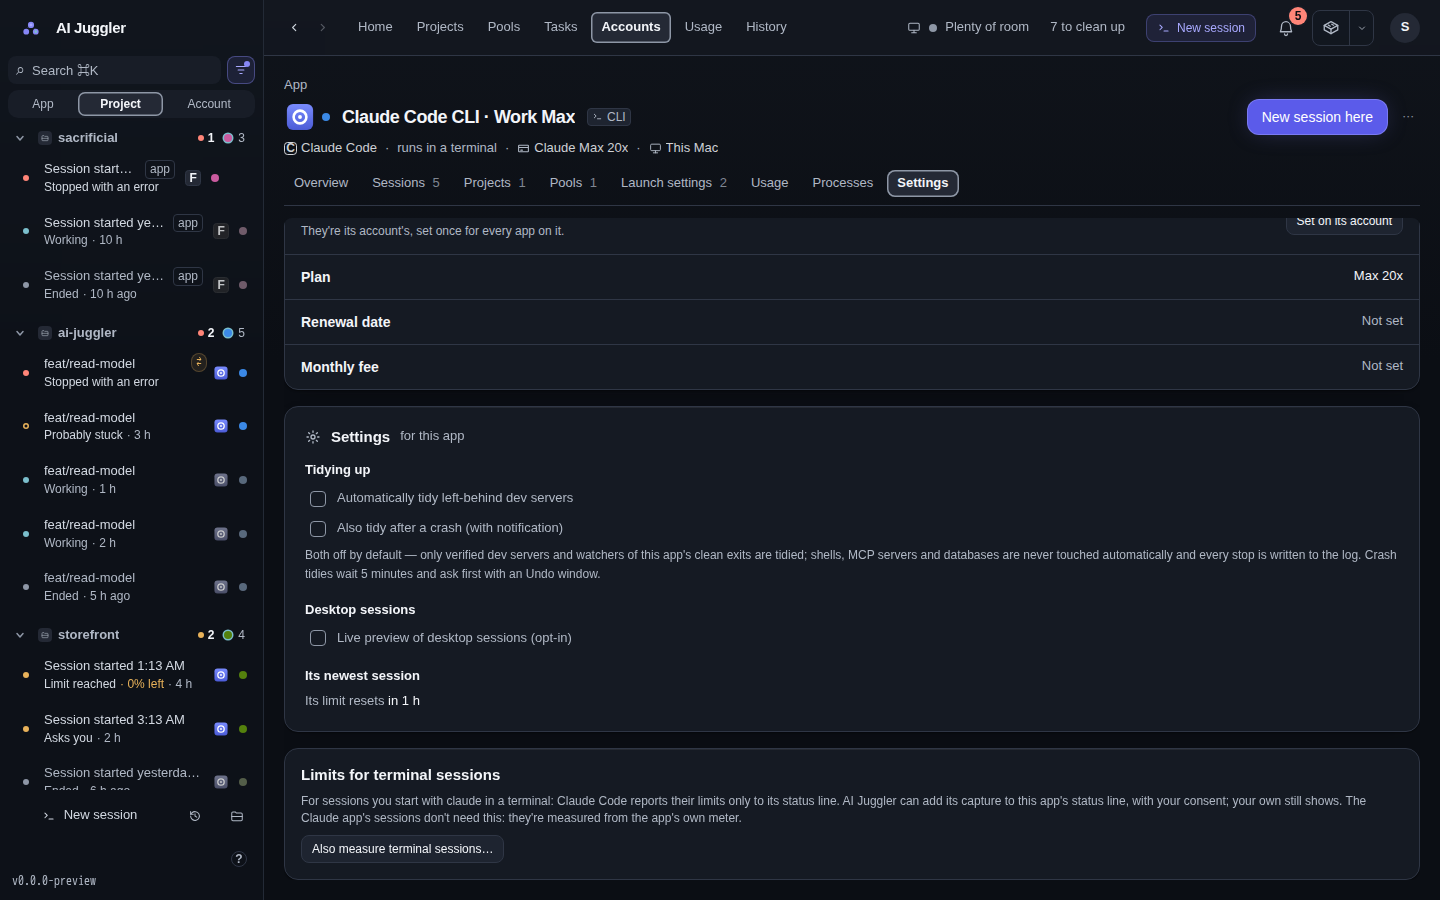 AI Juggler
Search ⌘K
App Project Account
sacrificial 1 3
Session start… app F
Stopped with an error
Session started ye… app F
Working · 10 h
Session started ye… app F
Ended · 10 h ago
ai-juggler 2 5
feat/read-model
Stopped with an error
feat/read-model
Probably stuck · 3 h
feat/read-model
Working · 1 h
feat/read-model
Working · 2 h
feat/read-model
Ended · 5 h ago
storefront 2 4
Session started 1:13 AM
Limit reached · 0% left · 4 h
Session started 3:13 AM
Asks you · 2 h
Session started yesterda…
Ended · 6 h ago
New session
?
v0.0.0-preview
Home Projects Pools Tasks Accounts Usage History
Plenty of room 7 to clean up New session 5 S
App
Claude Code CLI · Work Max CLI
New session here ···
C Claude Code · runs in a terminal · Claude Max 20x · This Mac
Overview Sessions 5 Projects 1 Pools 1 Launch settings 2 Usage Processes Settings
They're its account's, set once for every app on it. Set on its account
Plan Max 20x
Renewal date Not set
Monthly fee Not set
Settings for this app
Tidying up
Automatically tidy left-behind dev servers
Also tidy after a crash (with notification)
Both off by default — only verified dev servers and watchers of this app's clean exits are tidied; shells, MCP servers and databases are never touched automatically and every stop is written to the log. Crash
tidies wait 5 minutes and ask first with an Undo window.
Desktop sessions
Live preview of desktop sessions (opt-in)
Its newest session
Its limit resets in 1 h
Limits for terminal sessions
For sessions you start with claude in a terminal: Claude Code reports their limits only to its status line. AI Juggler can add its capture to this app's status line, with your consent; your own still shows. The
Claude app's sessions don't need this: they're measured from the app's own meter.
Also measure terminal sessions…